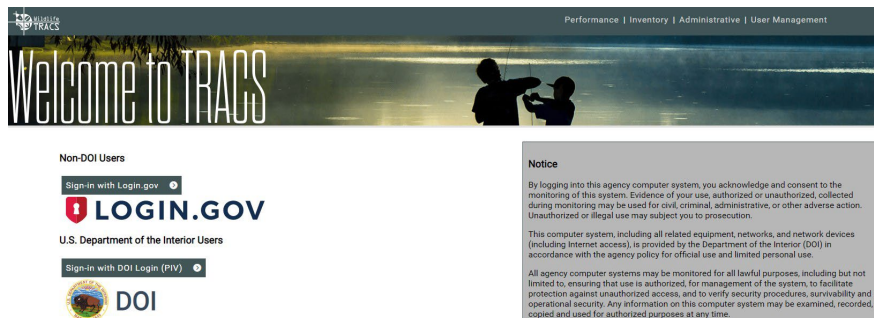 Wildlife
TRACS
Performance | Inventory | Administrative | User Management
Welcome to TRACS
Non-DOI Users
Sign-in with Login.gov
LOGIN.GOV
U.S. Department of the Interior Users
Sign-in with DOI Login (PIV)
DOI
Notice
By logging into this agency computer system, you acknowledge and consent to the
monitoring of this system. Evidence of your use, authorized or unauthorized, collected
during monitoring may be used for civil, criminal, administrative, or other adverse action.
Unauthorized or illegal use may subject you to prosecution.
This computer system, including all related equipment, networks, and network devices
(including Internet access), is provided by the Department of the Interior (DOI) in
accordance with the agency policy for official use and limited personal use.
All agency computer systems may be monitored for all lawful purposes, including but not
limited to, ensuring that use is authorized, for management of the system, to facilitate
protection against unauthorized access, and to verify security procedures, survivability and
operational security. Any information on this computer system may be examined, recorded,
copied and used for authorized purposes at any time.